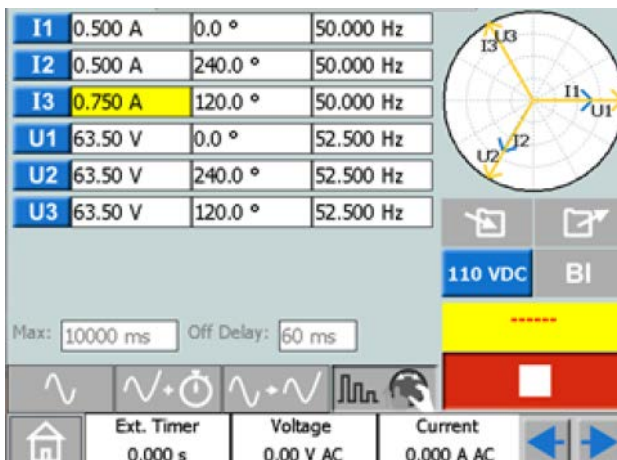 I1 0.500 A 0.0 ° 50.000 Hz
I2 0.500 A 240.0 ° 50.000 Hz
I3 0.750 A 120.0 ° 50.000 Hz
U1 63.50 V 0.0 ° 52.500 Hz
U2 63.50 V 240.0 ° 52.500 Hz
U3 63.50 V 120.0 ° 52.500 Hz
U3
I3
I1
U1
I2
U2
110 VDC BI
------
Max: 10000 ms Off Delay: 60 ms
Ext. Timer Voltage Current
0.000 s 0.00 V AC 0.000 A AC